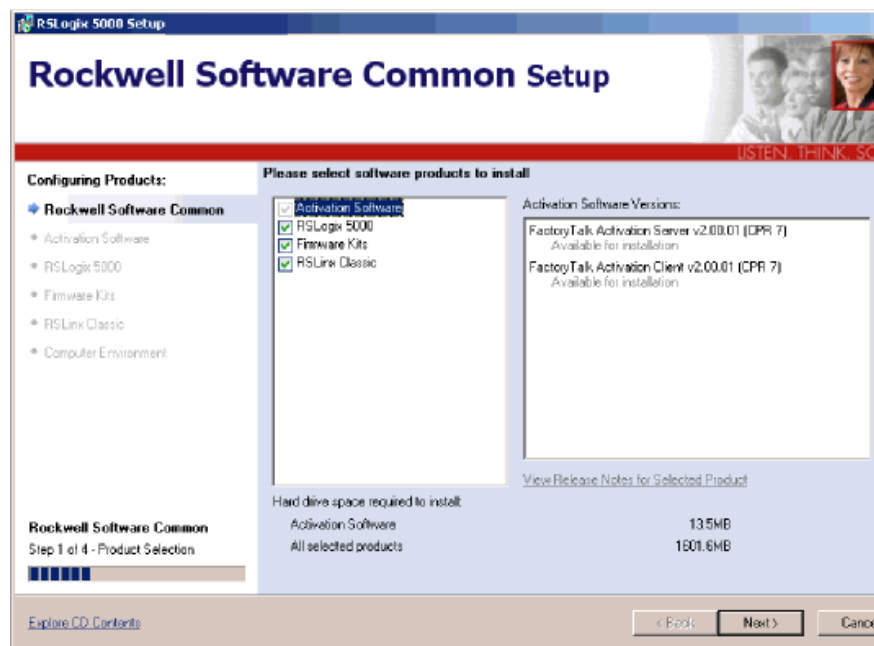 RSLogix 5000 Setup
Rockwell Software Common Setup
LISTEN. THINK. SO
Configuring Products:
Rockwell Software Common
Activation Software
RSLogix 5000
Firmware Kits
RSLinx Classic
Computer Environment
Please select software products to install
Activation Software
RSLogix 5000
Firmware Kits
RSLinx Classic
Activation Software Versions:
FactoryTalk Activation Server v2.00.01 (CPR 7)
Available for installation
FactoryTalk Activation Client v2.00.01 (CPR 7)
Available for installation
View Release Notes for Selected Product
Hard drive space required to install:
Activation Software 13.5MB
All selected products 1601.6MB
Rockwell Software Common
Step 1 of 4 - Product Selection
Explore CD Contents
< Back
Next >
Cance